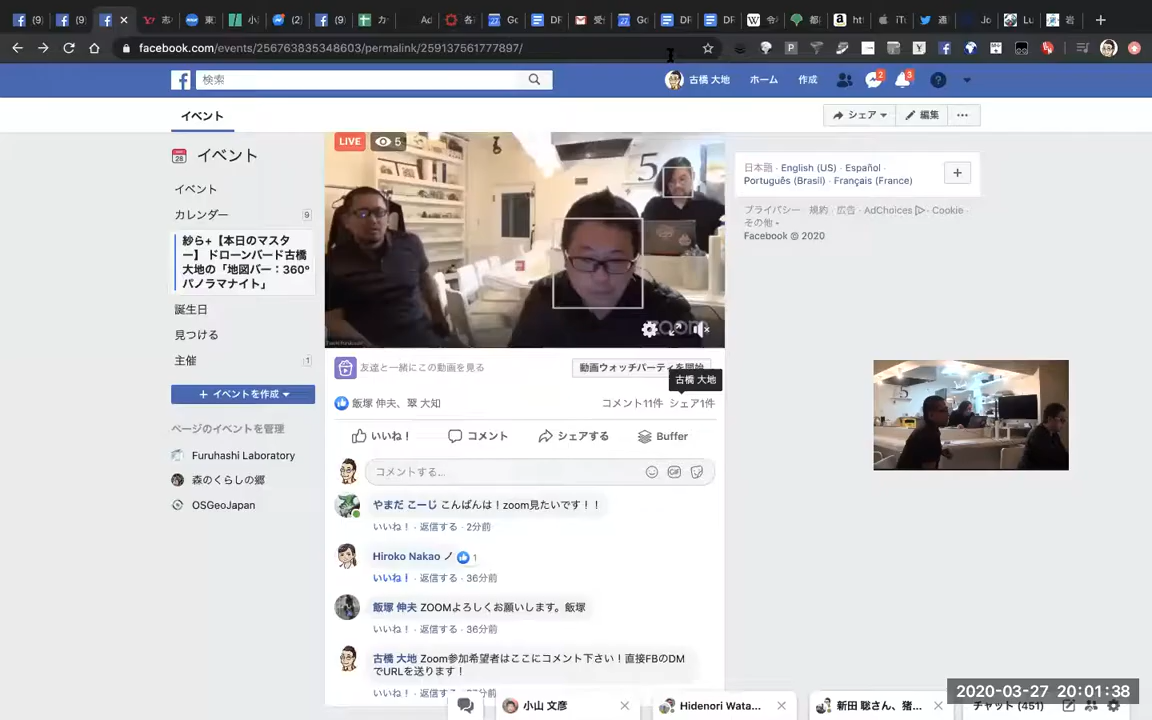 (9)
(9)
facebook.com/events/256763835348603/permalink/259137561777897/
検索
古橋 大地
ホーム
作成
2
3
イベント
シェア
編集
イベント
イベント
カレンダー
9
紗ら+【本日のマスタ
ー】 ドローンバード古橋
大地の「地図バー：360°
パノラマナイト」
誕生日
見つける
主催
1
+ イベントを作成
ページのイベントを管理
Furuhashi Laboratory
森のくらしの郷
OSGeoJapan
LIVE
5
zoom
友達と一緒にこの動画を見る
動画ウォッチパーティを開始
古橋 大地
飯塚 伸夫、翠 大知
コメント11件 シェア1件
いいね！
コメント
シェアする
Buffer
コメントする...
やまだ こーじ こんばんは！zoom見たいです！！
いいね！ · 返信する · 2分前
Hiroko Nakao ノ 1
いいね！ · 返信する · 36分前
飯塚 伸夫 ZOOMよろしくお願いします。飯塚
いいね！ · 返信する · 36分前
古橋 大地 Zoom参加希望者はここにコメント下さい！直接FBのDM
でURLを送ります！
いいね！ · 返信する ·
日本語 · English (US) · Español ·
Português (Brasil) · Français (France)
プライバシー · 規約 · 広告 · AdChoices · Cookie ·
その他
Facebook © 2020
小山 文彦
Hidenori Wata...
新田 聡さん、猪...
チャット (451)
2020-03-27 20:01:38